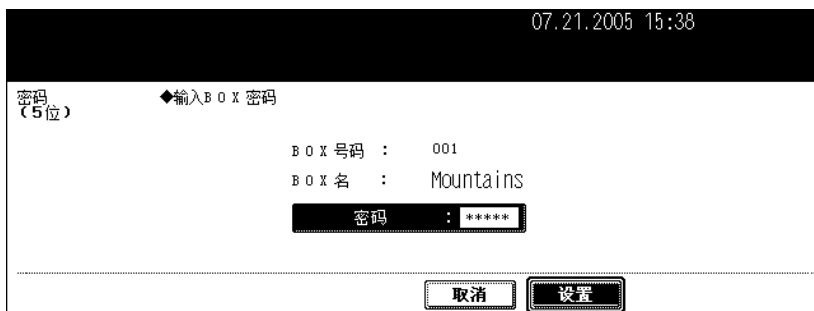 07.21.2005 15:38
密码 ◆输入BOX 密码
(5位)
BOX号码 : 001
BOX名 : Mountains
密码 : *****
取消 设置